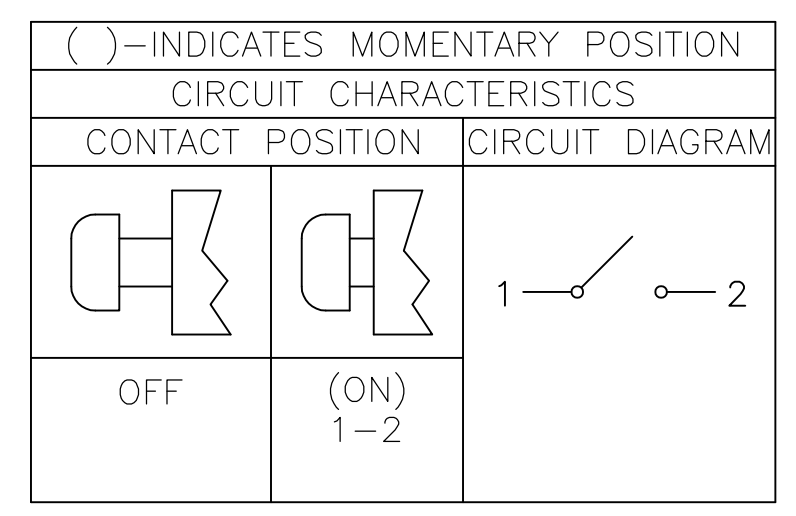 ( )-INDICATES MOMENTARY POSITION
CIRCUIT CHARACTERISTICS
CONTACT POSITION
CIRCUIT DIAGRAM
1
2
OFF
(ON)
1-2